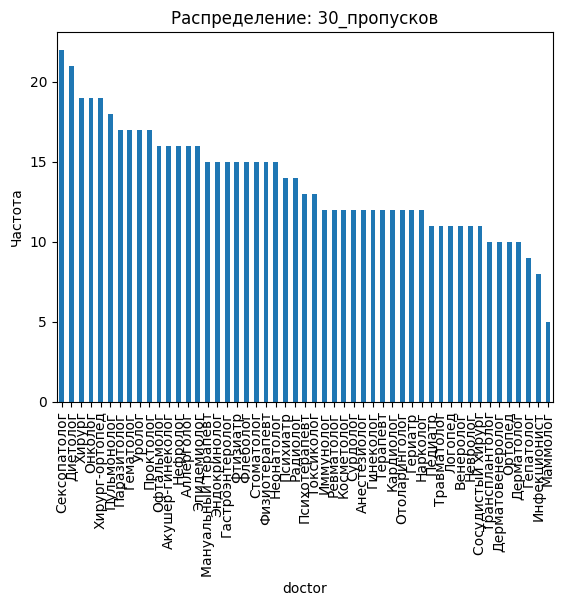 Распределение: 30_пропусков
Частота
20
15
10
5
0
Сексопатолог
Диетолог
Хирург
Онколог
Хирург-ортопед
Пульмонолог
Паразитолог
Гематолог
Уролог
Проктолог
Офтальмолог
Акушер-гинеколог
Нефролог
Аллерголог
Эпидемиолог
Мануальный терапевт
Эндокринолог
Гастроэнтеролог
Фтизиатр
Флеболог
Стоматолог
Физиотерапевт
Неонатолог
Психиатр
Радиолог
Психотерапевт
Токсиколог
Иммунолог
Ревматолог
Косметолог
Сурдолог
Анестезиолог
Гинеколог
Терапевт
Кардиолог
Отоларинголог
Гериатр
Нарколог
Педиатр
Травматолог
Логопед
Венеролог
Невролог
Сосудистый хирург
Трансплантолог
Дерматовенеролог
Ортопед
Дерматолог
Гепатолог
Инфекционист
Маммолог
doctor